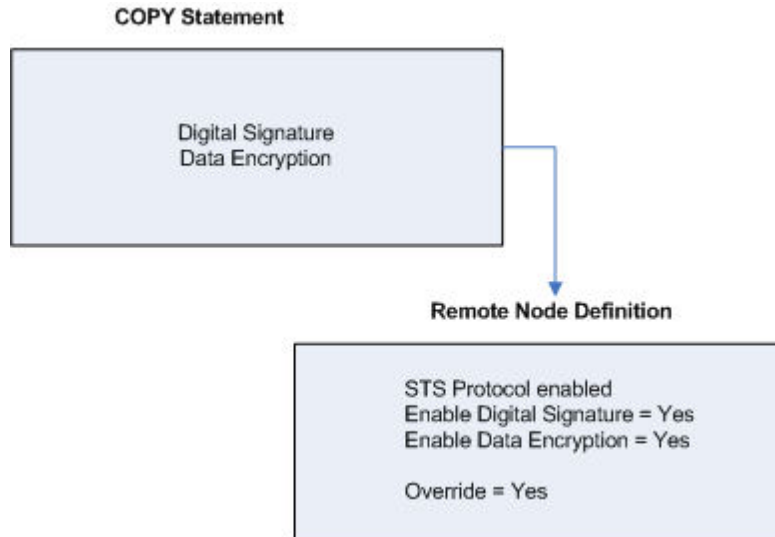 COPY Statement
Digital Signature
Data Encryption
Remote Node Definition
STS Protocol enabled
Enable Digital Signature = Yes
Enable Data Encryption = Yes
Override = Yes